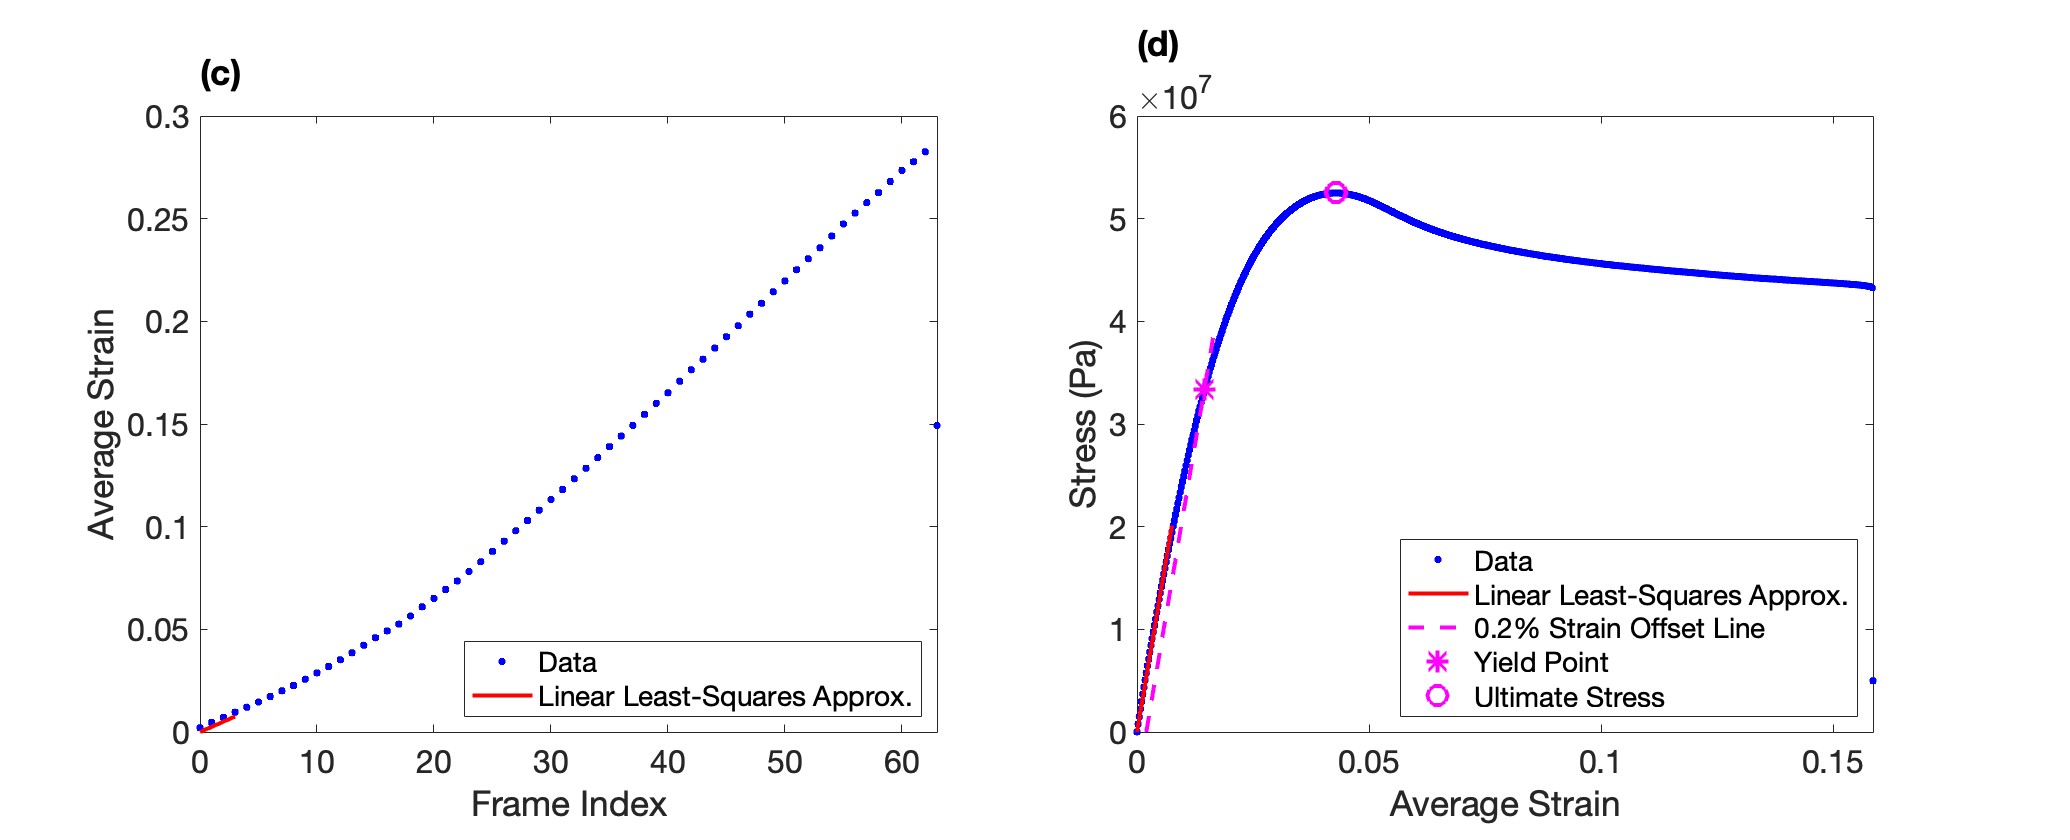 (c)
0.3
0.25
0.2
0.15
0.1
0.05
0
Average Strain
0 10 20 30 40 50 60
Frame Index
Data
Linear Least-Squares Approx.
(d)
×10⁷
6
5
4
3
2
1
0
Stress (Pa)
0 0.05 0.1 0.15
Average Strain
Data
Linear Least-Squares Approx.
0.2% Strain Offset Line
Yield Point
Ultimate Stress